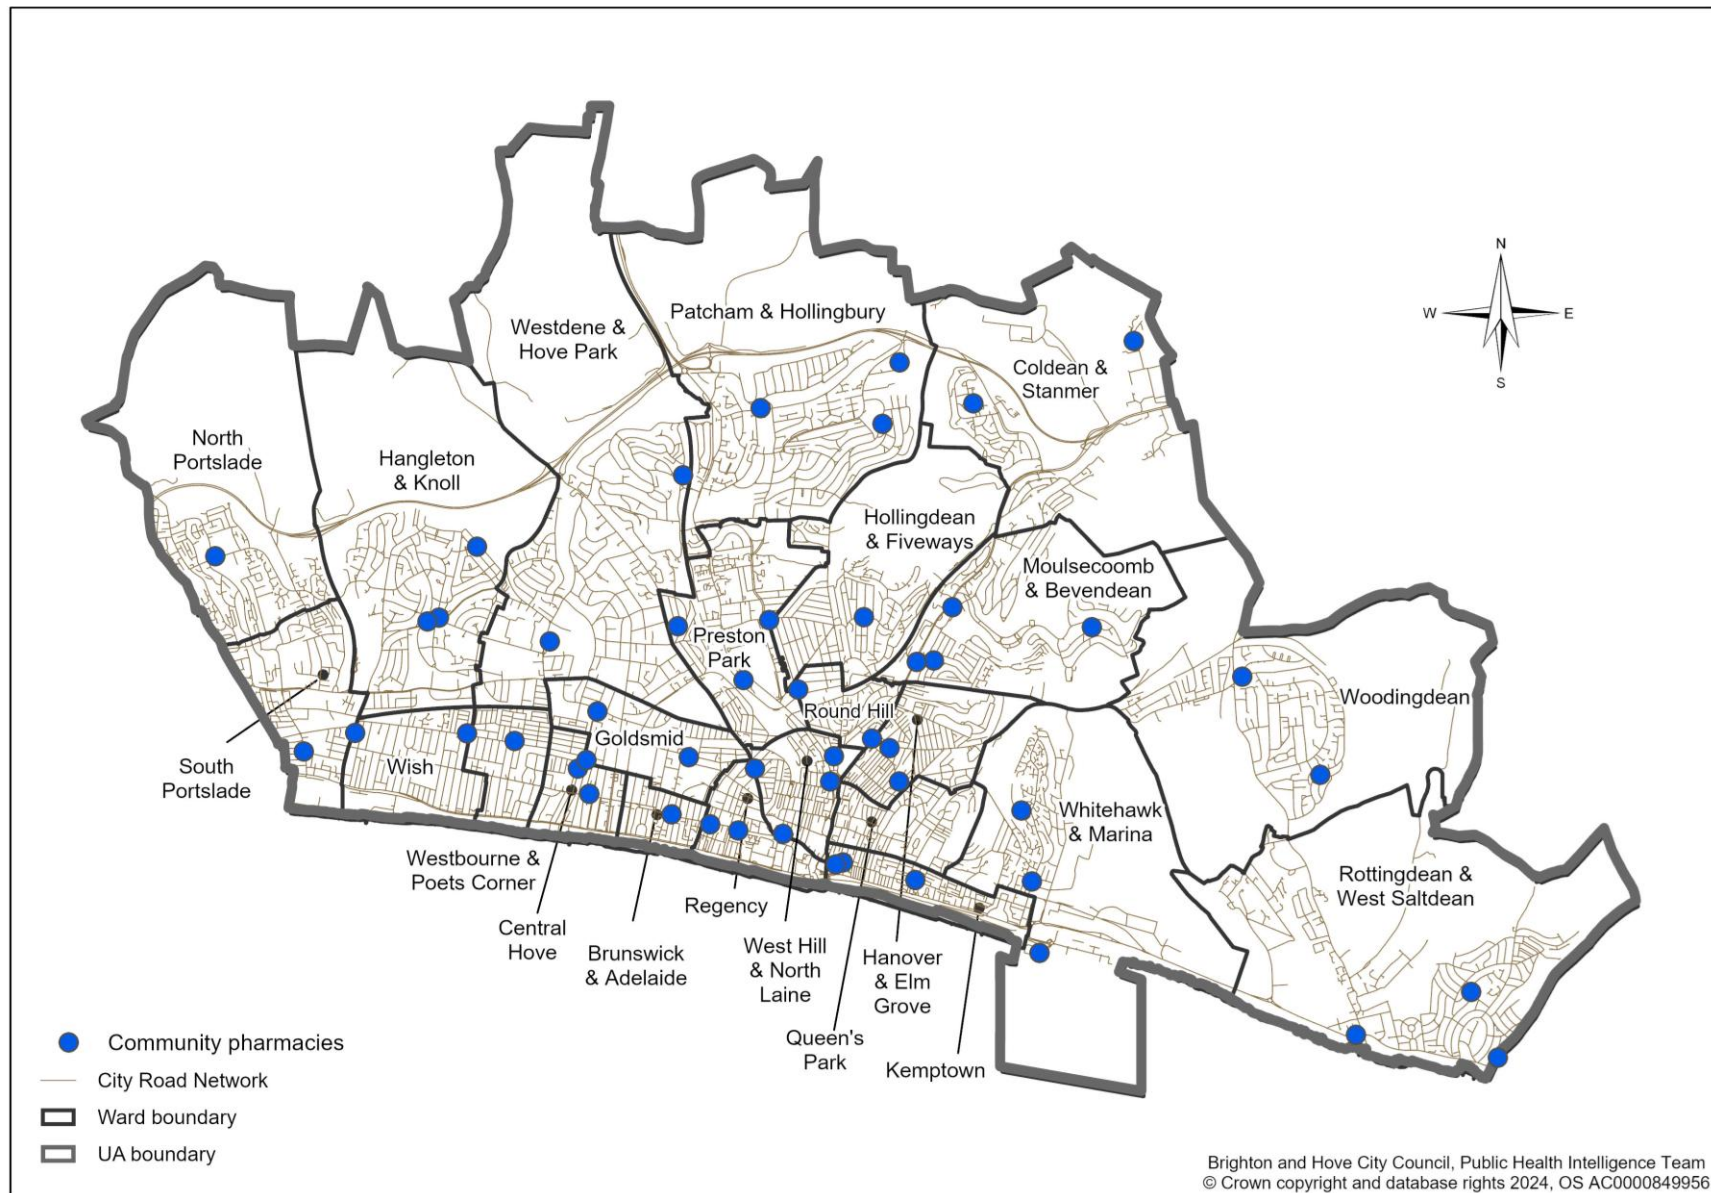 N
W
E
S
Patcham & Hollingbury
Westdene &
Hove Park
Coldean &
Stanmer
North
Portslade
Hangleton
& Knoll
Hollingdean
& Fiveways
Moulsecoomb
& Bevendean
Preston
Park
Woodingdean
Round Hill
Goldsmid
South
Portslade
Wish
Whitehawk
& Marina
Westbourne &
Poets Corner
Rottingdean &
West Saltdean
Regency
Central
Hove
Brunswick
& Adelaide
West Hill
& North
Laine
Hanover
& Elm
Grove
Queen's
Park
Kemptown
Community pharmacies
City Road Network
Ward boundary
UA boundary
Brighton and Hove City Council, Public Health Intelligence Team
© Crown copyright and database rights 2024, OS AC0000849956